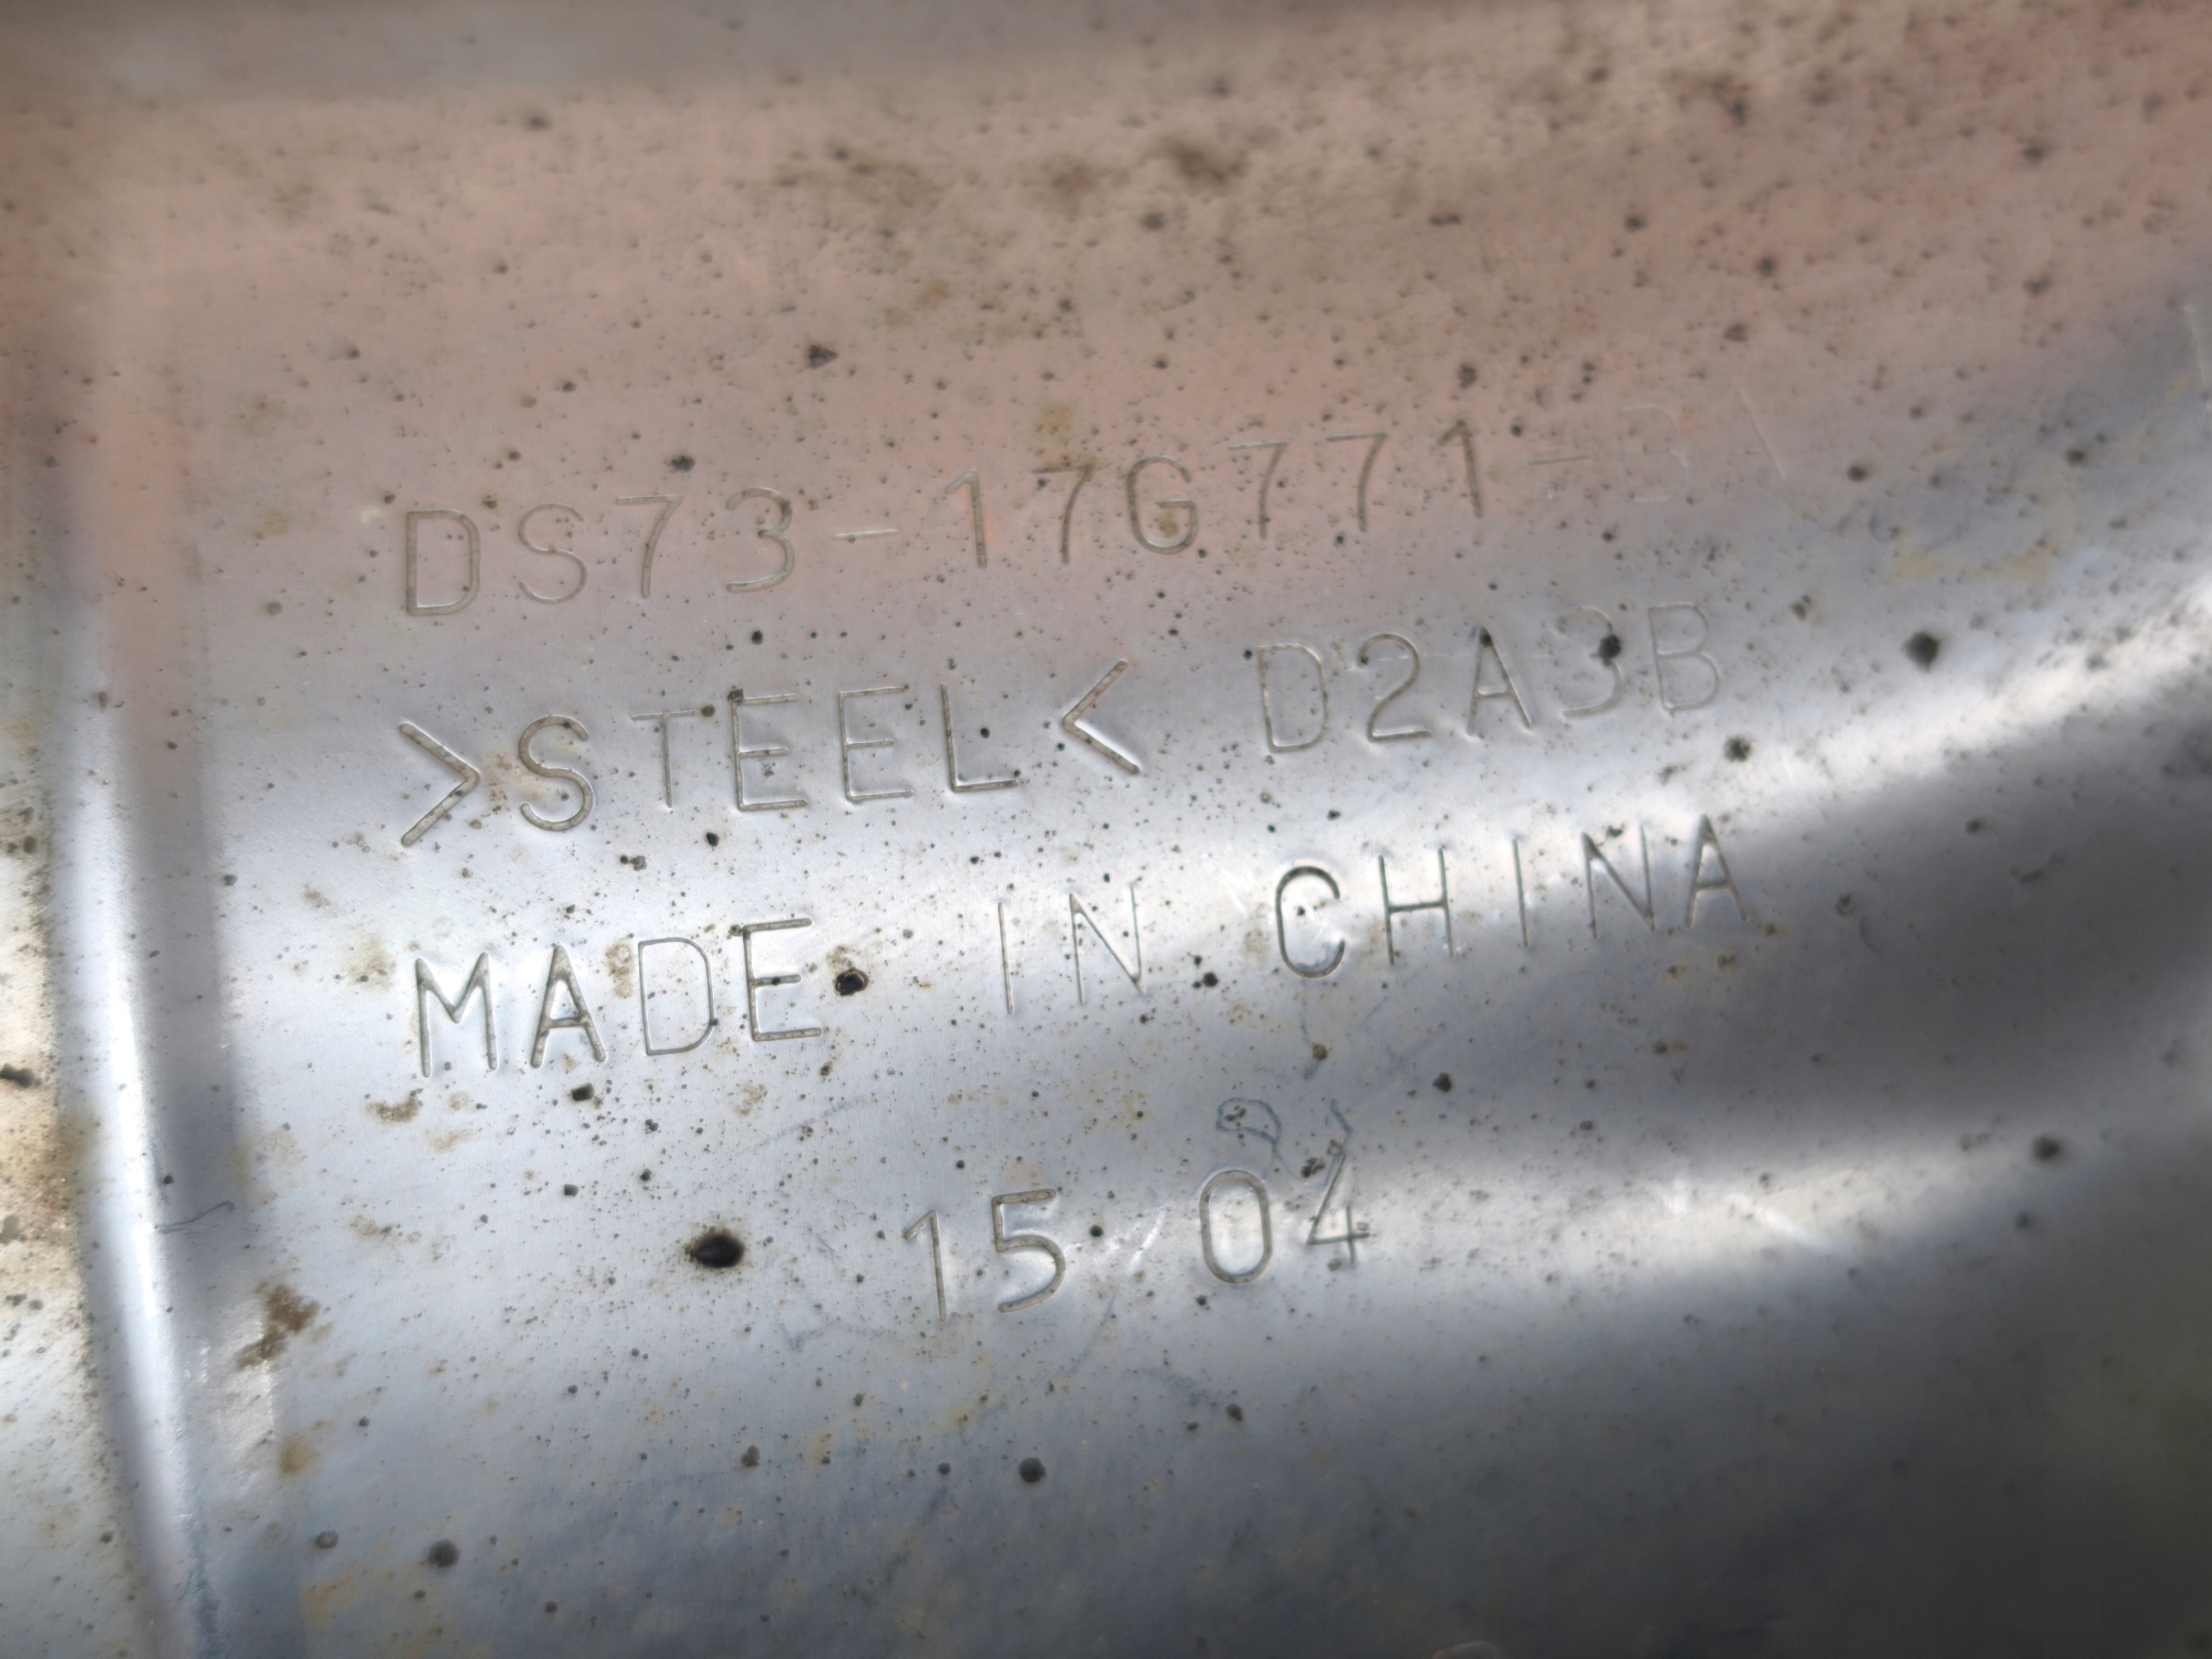 DS73-17G771-B
>STEEL< D2A3B
MADE IN CHINA
15 04